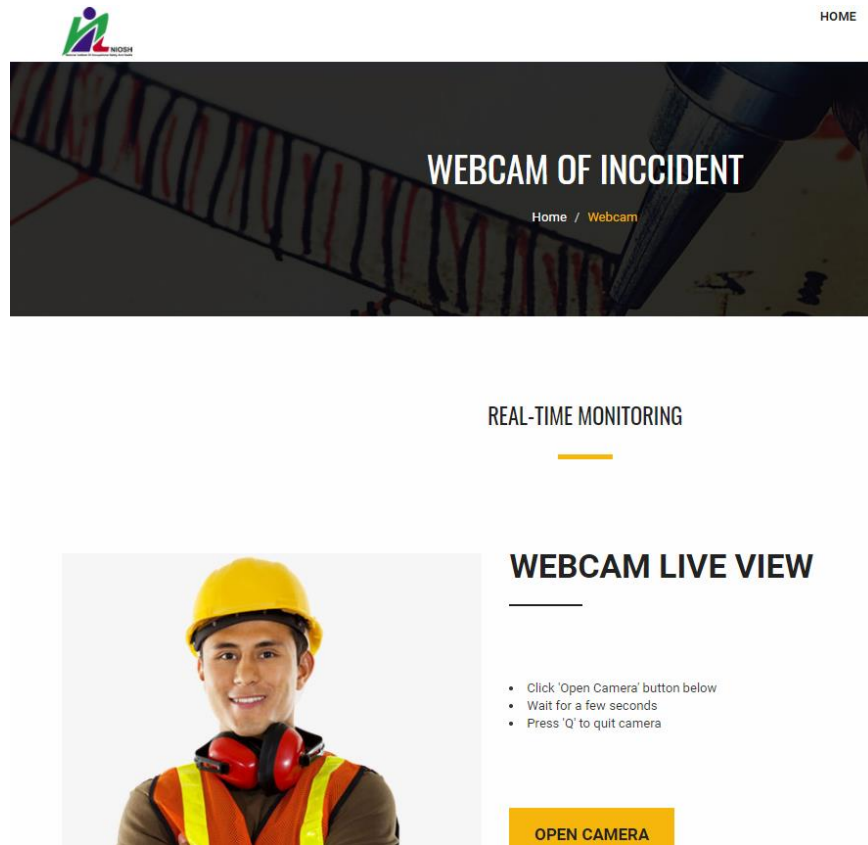 NIOSH
HOME
WEBCAM OF INCCIDENT
Home / Webcam
REAL-TIME MONITORING
WEBCAM LIVE VIEW
• Click 'Open Camera' button below
• Wait for a few seconds
• Press 'Q' to quit camera
OPEN CAMERA